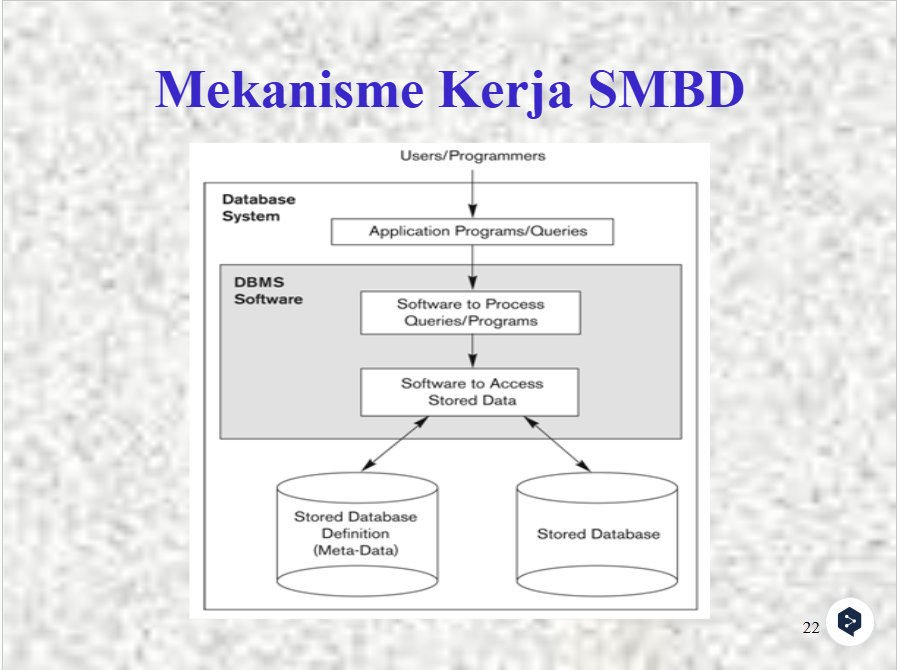 Mekanisme Kerja SMBD
Users/Programmers
Database
System
Application Programs/Queries
DBMS
Software
Software to Process
Queries/Programs
Software to Access
Stored Data
Stored Database
Definition
(Meta-Data)
Stored Database
22